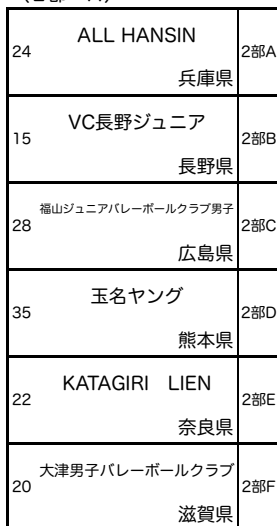 24 ALL HANSIN 2部A
兵庫県
15 VC長野ジュニア 2部B
長野県
28 福山ジュニアバレーボールクラブ男子 2部C
広島県
35 玉名ヤング 2部D
熊本県
22 KATAGIRI　LIEN 2部E
奈良県
20 大津男子バレーボールクラブ 2部F
滋賀県